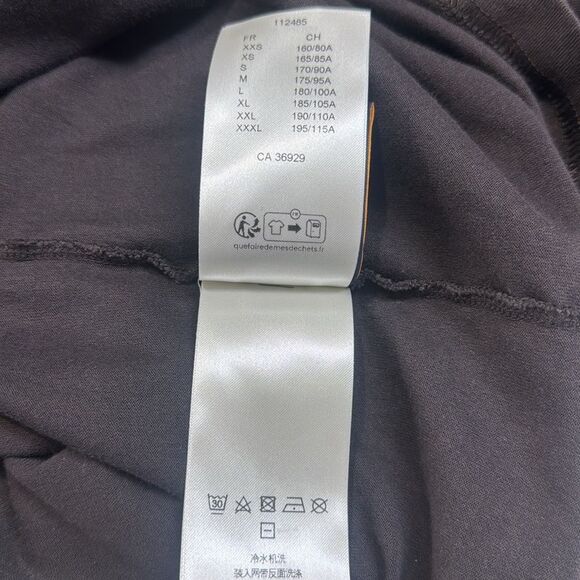 112485
FR CH
XXS 160/80A
XS 165/85A
S 170/90A
M 175/95A
L 180/100A
XL 185/105A
XXL 190/110A
XXXL 195/115A
CA 36929
FR
quefairedemesdechets.fr
30
冷水机洗
装入网带反面洗涤